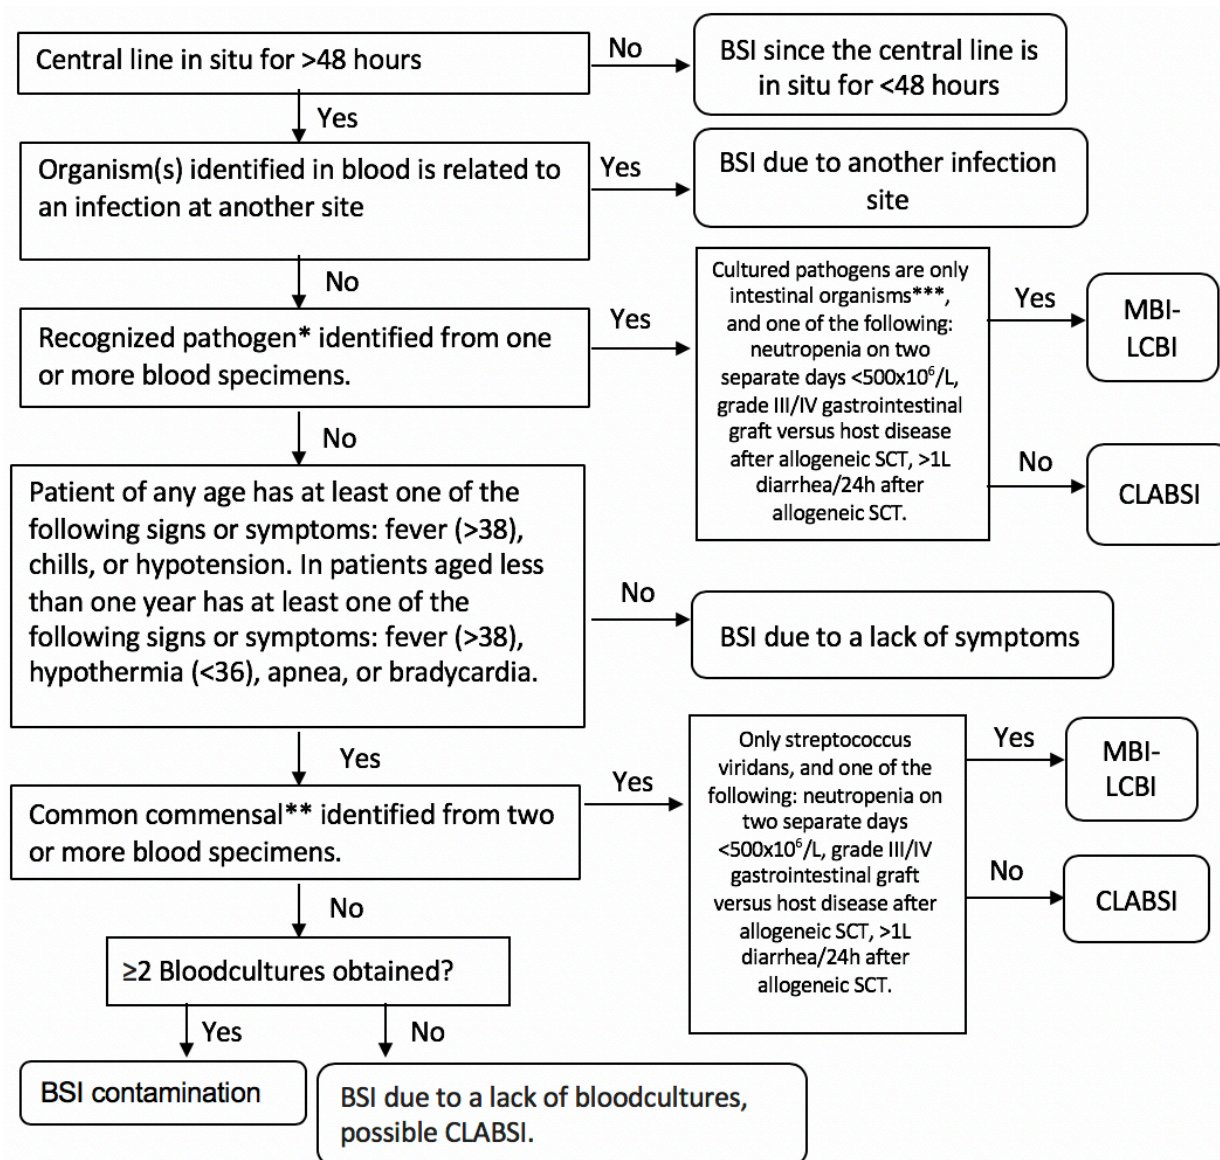 Central line in situ for >48 hours
No
BSI since the central line is
in situ for <48 hours
Yes
Organism(s) identified in blood is related to
an infection at another site
Yes
BSI due to another infection
site
No
Recognized pathogen* identified from one
or more blood specimens.
Yes
Cultured pathogens are only
intestinal organisms***,
and one of the following:
neutropenia on two
separate days <500x10⁶/L,
grade III/IV gastrointestinal
graft versus host disease
after allogeneic SCT, >1L
diarrhea/24h after
allogeneic SCT.
Yes
MBI-
LCBI
No
CLABSI
No
Patient of any age has at least one of the
following signs or symptoms: fever (>38),
chills, or hypotension. In patients aged less
than one year has at least one of the
following signs or symptoms: fever (>38),
hypothermia (<36), apnea, or bradycardia.
No
BSI due to a lack of symptoms
Yes
Common commensal** identified from two
or more blood specimens.
Yes
Only streptococcus
viridans, and one of the
following: neutropenia on
two separate days
<500x10⁶/L, grade III/IV
gastrointestinal graft
versus host disease after
allogeneic SCT, >1L
diarrhea/24h after
allogeneic SCT.
Yes
MBI-
LCBI
No
CLABSI
No
≥2 Bloodcultures obtained?
Yes
No
BSI contamination
BSI due to a lack of bloodcultures,
possible CLABSI.